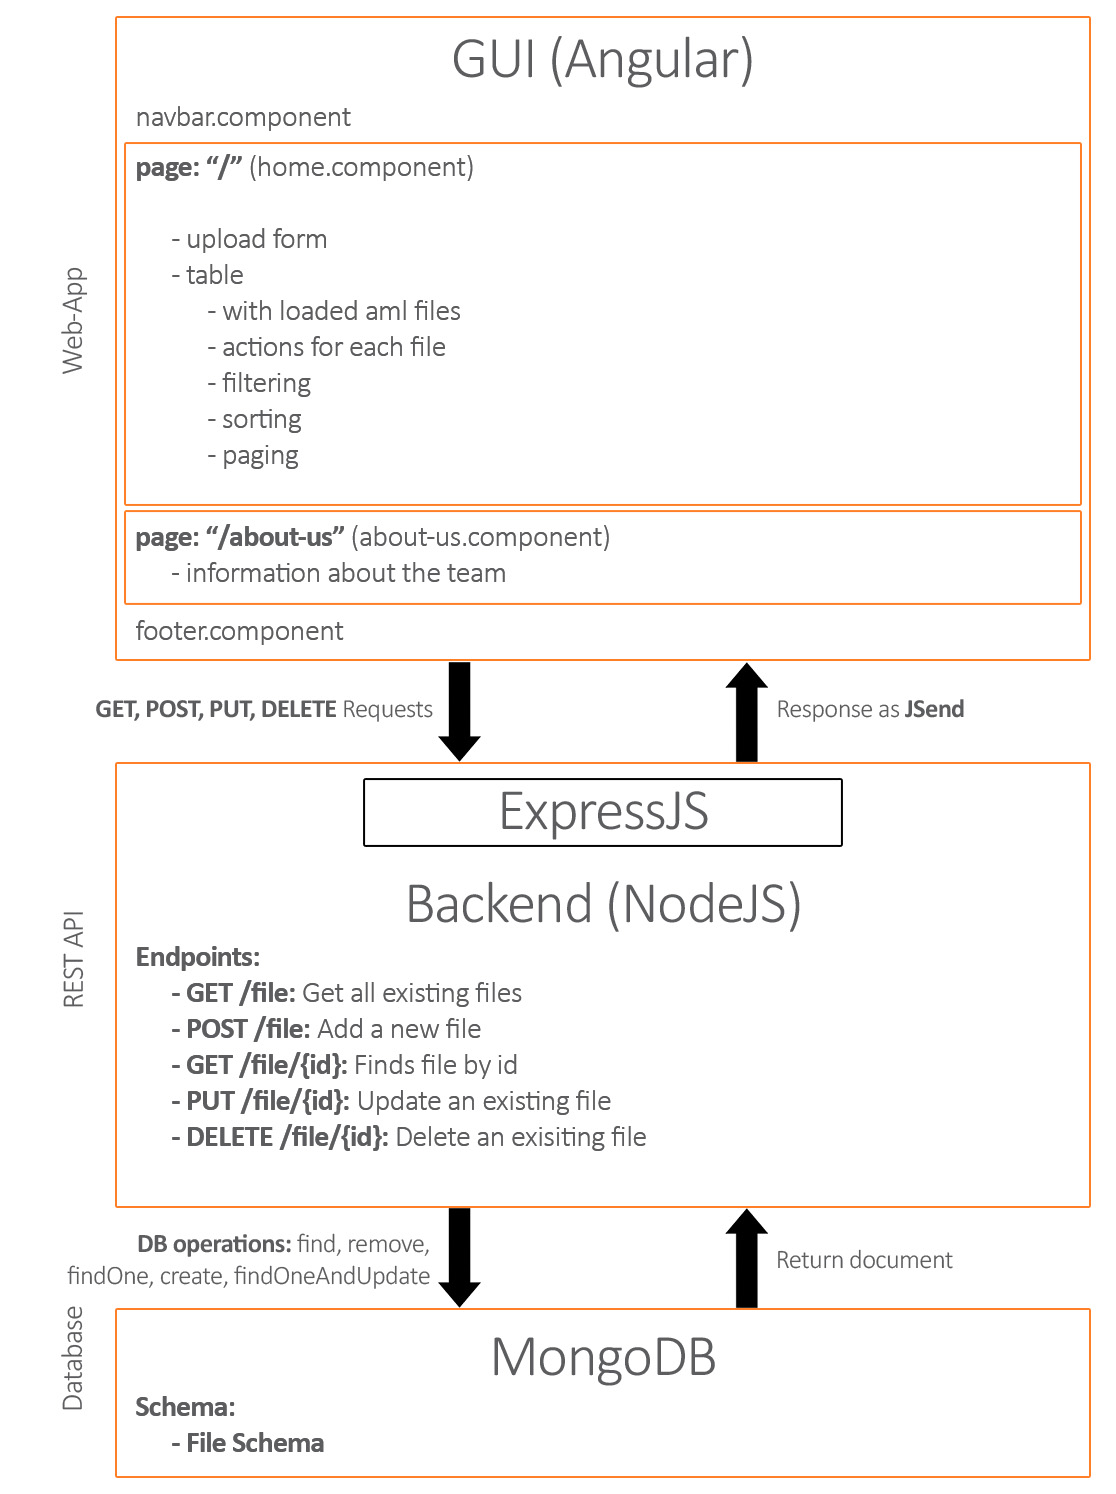 GUI (Angular)
navbar.component
page: “/” (home.component)
- upload form
- table
- with loaded aml files
- actions for each file
- filtering
- sorting
- paging
Web-App
page: “/about-us” (about-us.component)
- information about the team
footer.component
GET, POST, PUT, DELETE Requests
Response as JSend
ExpressJS
Backend (NodeJS)
REST API
Endpoints:
- GET /file: Get all existing files
- POST /file: Add a new file
- GET /file/{id}: Finds file by id
- PUT /file/{id}: Update an existing file
- DELETE /file/{id}: Delete an exisiting file
DB operations: find, remove,
findOne, create, findOneAndUpdate
Return document
Database
MongoDB
Schema:
- File Schema